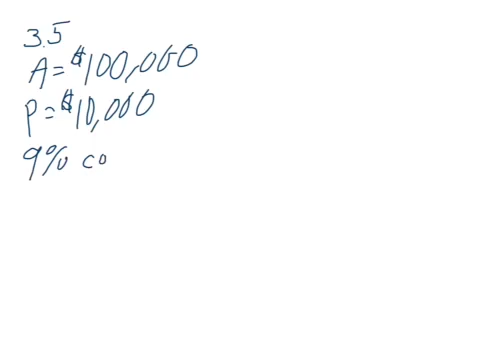 3.5
A = $100,000
P = $10,000
9% co